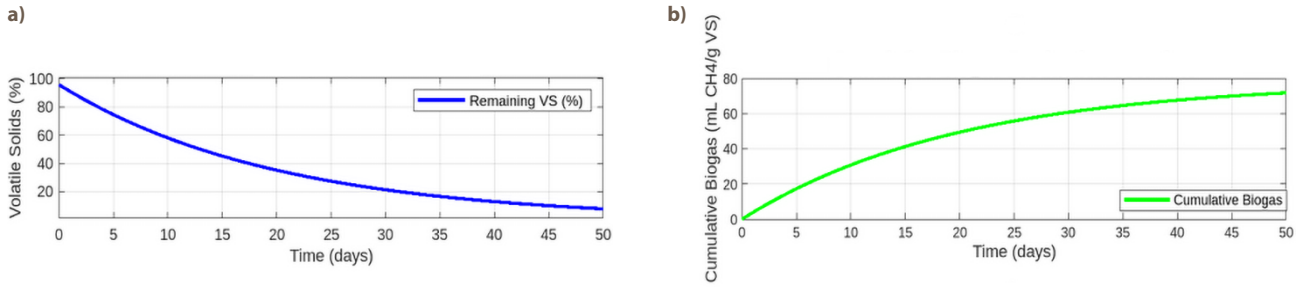 a)
Volatile Solids (%)
100
80
60
40
20
Remaining VS (%)
0 5 10 15 20 25 30 35 40 45 50
Time (days)
b)
Cumulative Biogas (mL CH4/g VS)
80
60
40
20
0
Cumulative Biogas
0 5 10 15 20 25 30 35 40 45 50
Time (days)